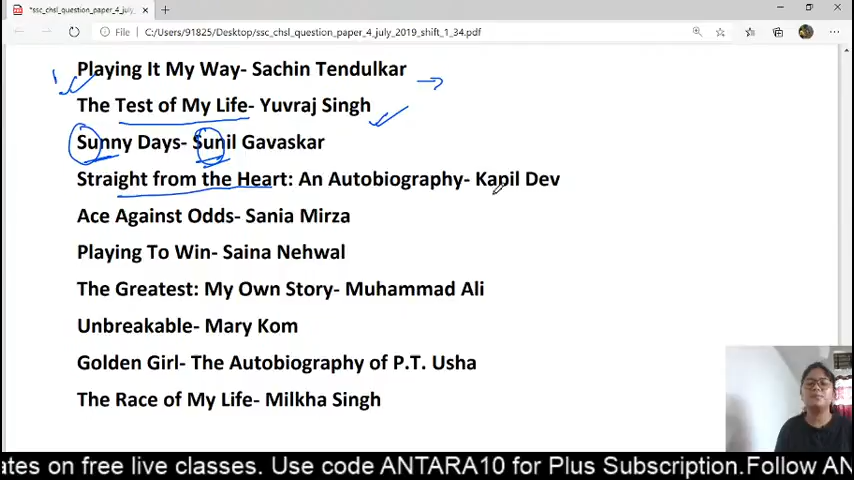 *ssc_chsl_question_paper_4_july_2019_shift_1_34.pdf
File C:/Users/91825/Desktop/ssc_chsl_question_paper_4_july_2019_shift_1_34.pdf
Playing It My Way- Sachin Tendulkar
The Test of My Life- Yuvraj Singh
Sunny Days- Sunil Gavaskar
Straight from the Heart: An Autobiography- Kapil Dev
Ace Against Odds- Sania Mirza
Playing To Win- Saina Nehwal
The Greatest: My Own Story- Muhammad Ali
Unbreakable- Mary Kom
Golden Girl- The Autobiography of P.T. Usha
The Race of My Life- Milkha Singh
ates on free live classes. Use code ANTARA10 for Plus Subscription.Follow AN